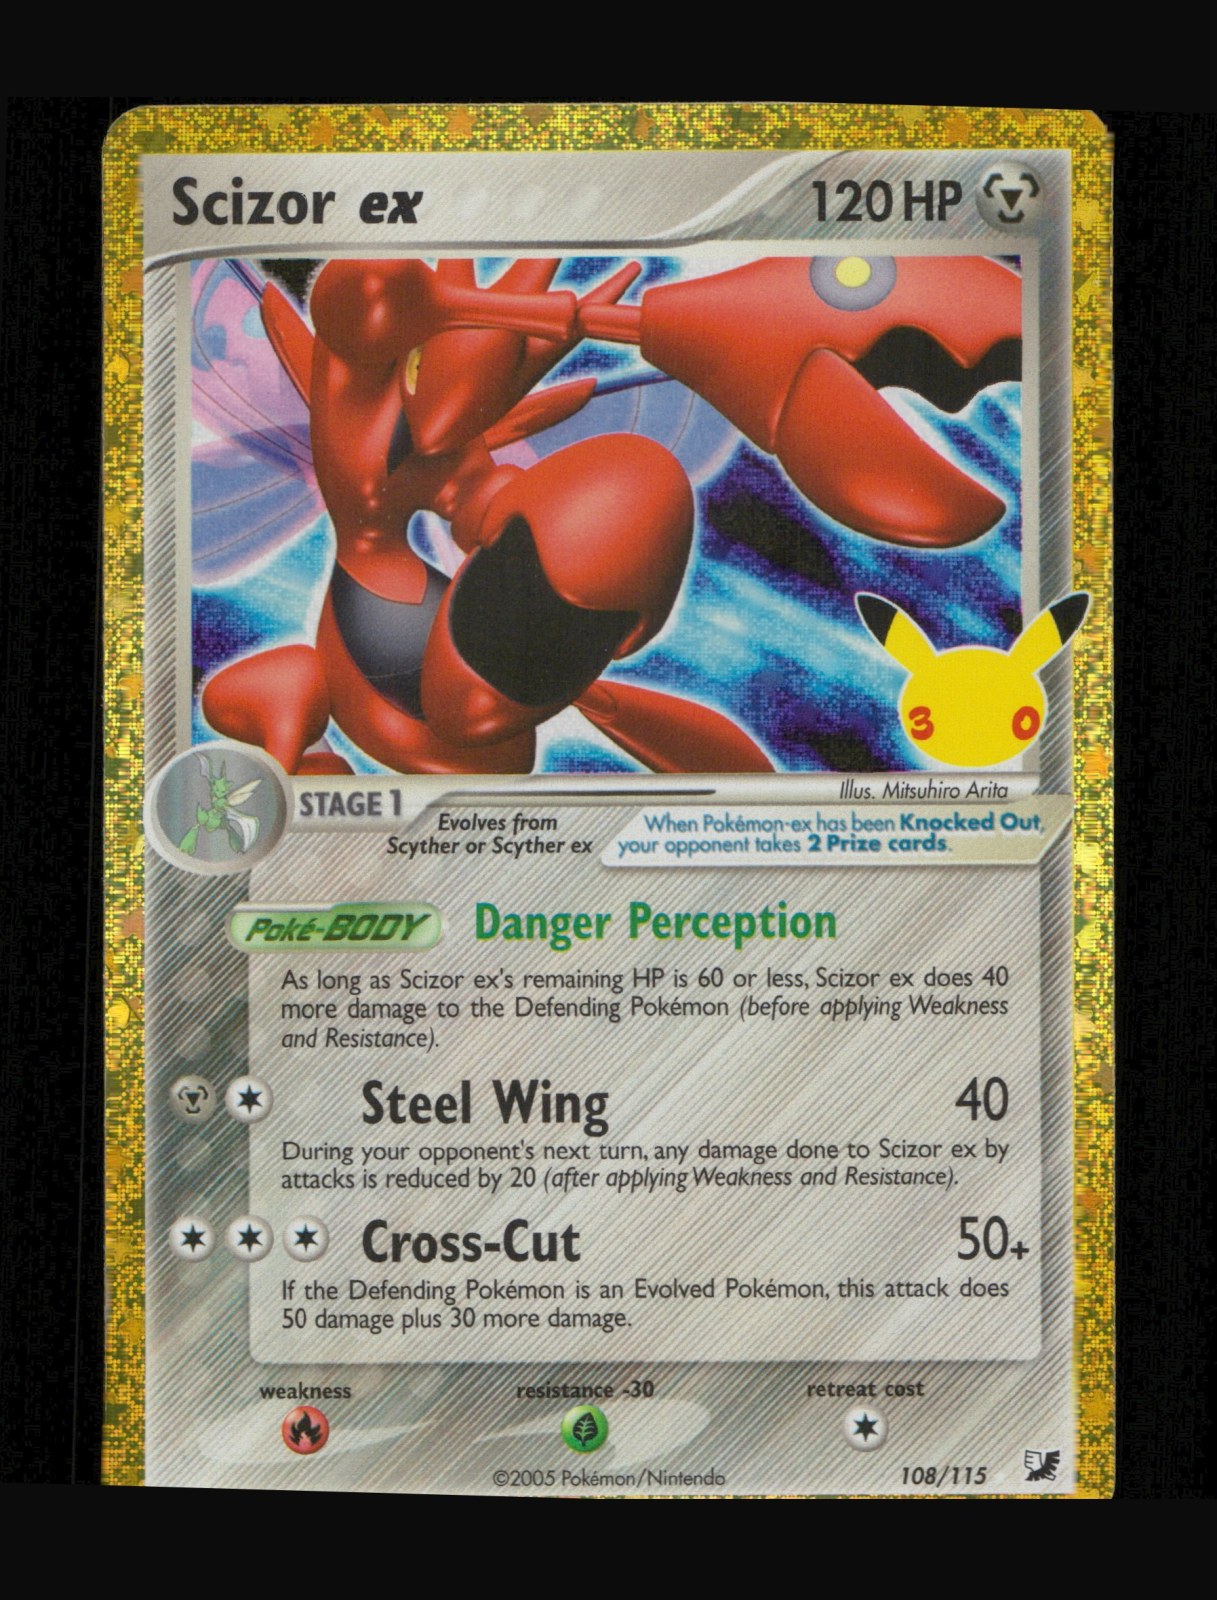 Scizor ex
120 HP
3 0
Illus. Mitsuhiro Arita
STAGE 1
Evolves from
Scyther or Scyther ex
When Pokémon-ex has been Knocked Out,
your opponent takes 2 Prize cards.
Poké-BODY Danger Perception
As long as Scizor ex's remaining HP is 60 or less, Scizor ex does 40
more damage to the Defending Pokémon (before applying Weakness
and Resistance).
Steel Wing 40
During your opponent's next turn, any damage done to Scizor ex by
attacks is reduced by 20 (after applying Weakness and Resistance).
Cross-Cut 50+
If the Defending Pokémon is an Evolved Pokémon, this attack does
50 damage plus 30 more damage.
weakness resistance -30 retreat cost
©2005 Pokémon/Nintendo 108/115